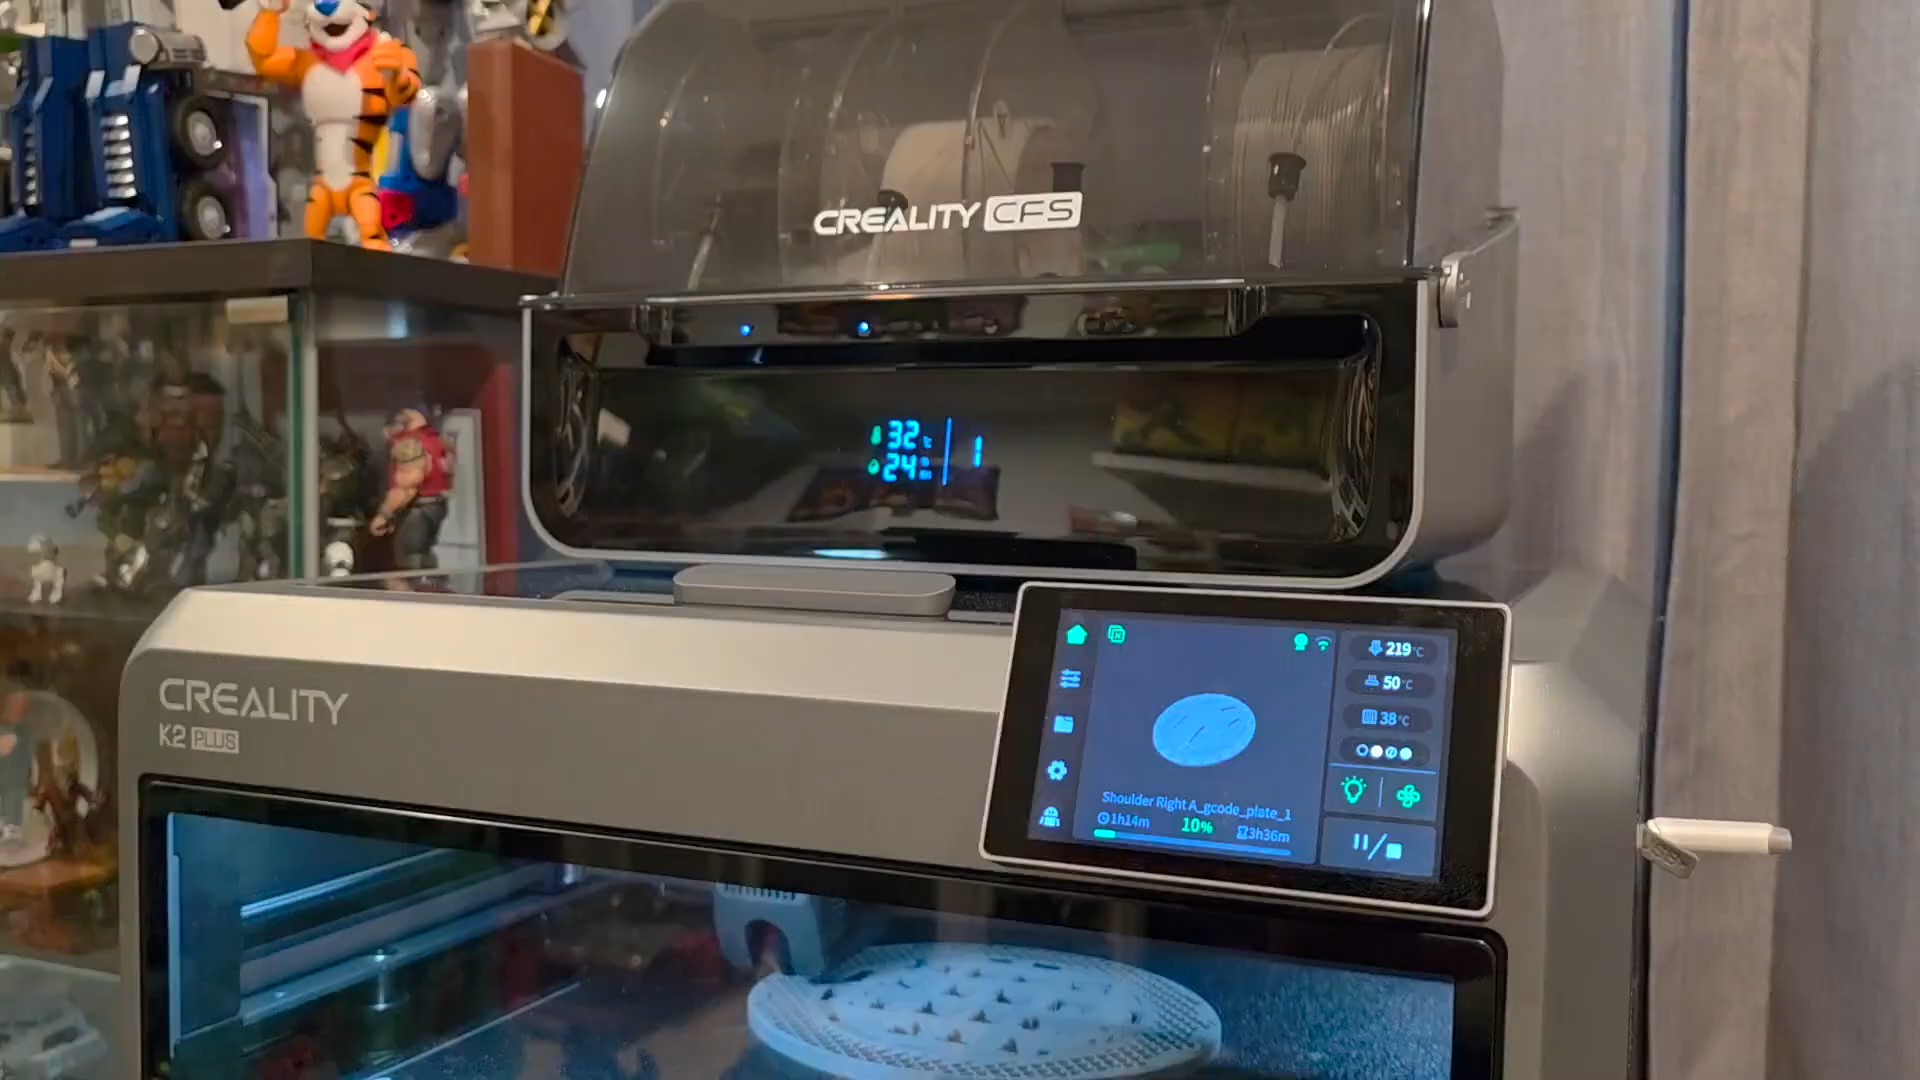 CREALITY CFS
32 °C
24
1
CREALITY
K2 PLUS
219°C
50°C
38°C
Shoulder Right A_gcode_plate_1
1h14m 10% 3h36m